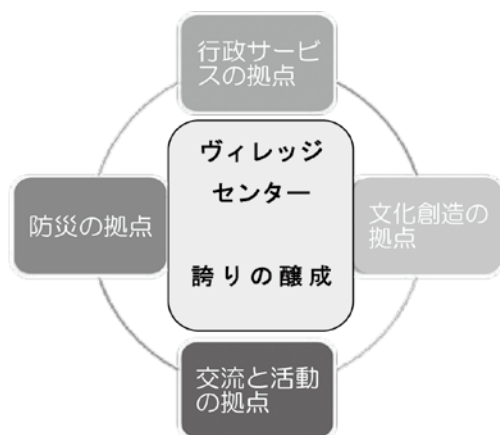 行政サービ
スの拠点
ヴィレッジ
センター
誇りの醸成
防災の拠点
文化創造の
拠点
交流と活動
の拠点